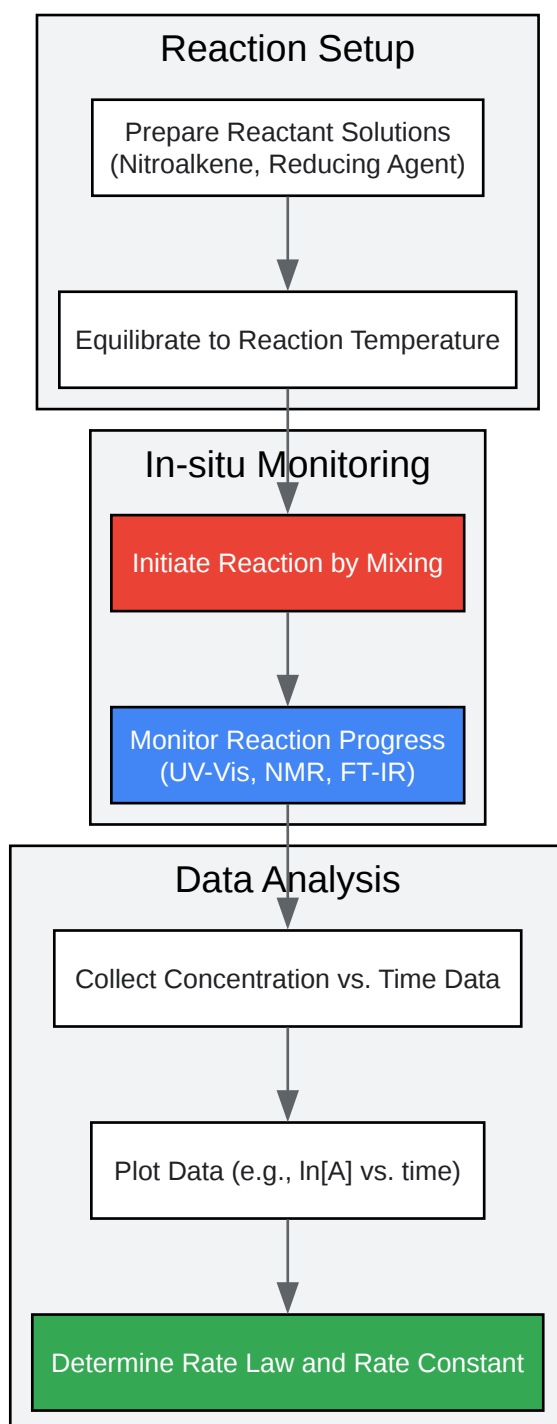 Reaction Setup
Prepare Reactant Solutions
(Nitroalkene, Reducing Agent)
Equilibrate to Reaction Temperature
In-situ Monitoring
Initiate Reaction by Mixing
Monitor Reaction Progress
(UV-Vis, NMR, FT-IR)
Data Analysis
Collect Concentration vs. Time Data
Plot Data (e.g., ln[A] vs. time)
Determine Rate Law and Rate Constant